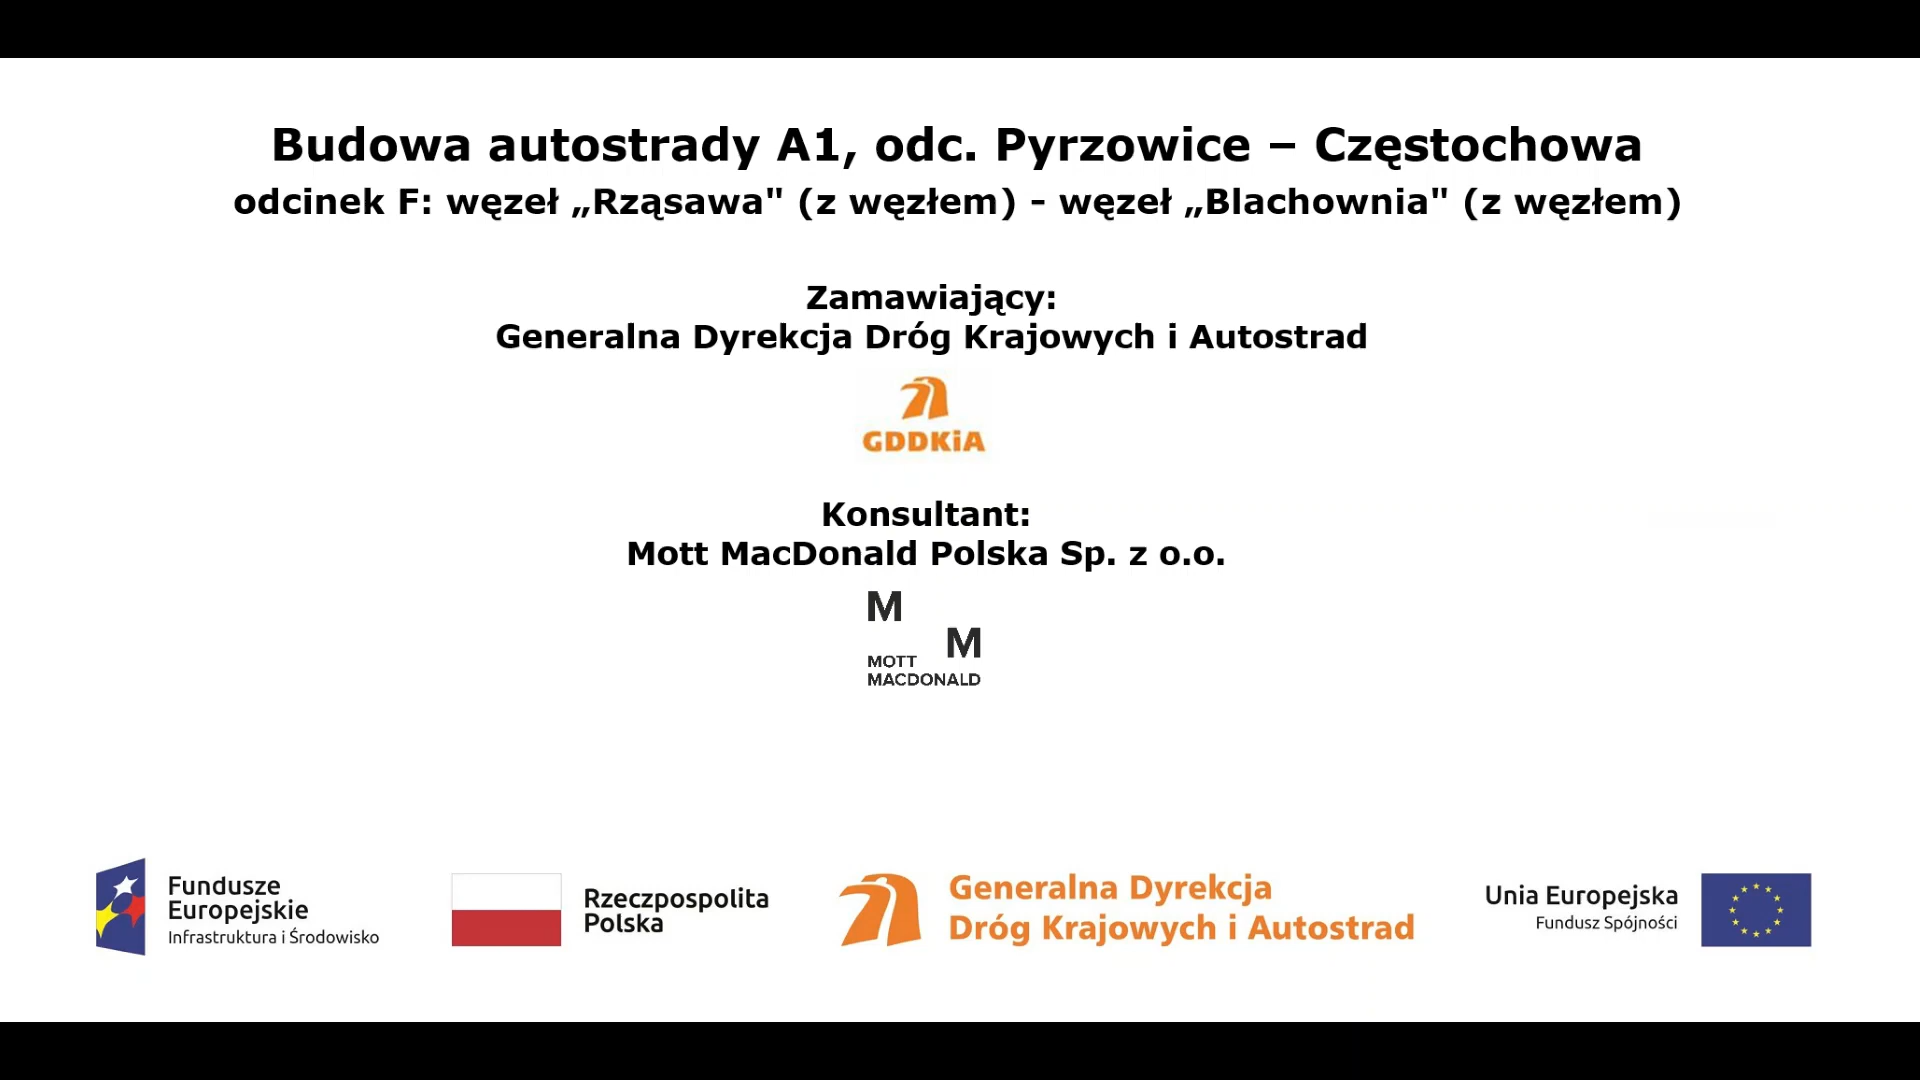 Budowa autostrady A1, odc. Pyrzowice – Częstochowa
odcinek F: węzeł „Rząsawa" (z węzłem) - węzeł „Blachownia" (z węzłem)
Zamawiający:
Generalna Dyrekcja Dróg Krajowych i Autostrad
GDDKiA
Konsultant:
Mott MacDonald Polska Sp. z o.o.
M
M
MOTT
MACDONALD
Fundusze
Europejskie
Infrastruktura i Środowisko
Rzeczpospolita
Polska
Generalna Dyrekcja
Dróg Krajowych i Autostrad
Unia Europejska
Fundusz Spójności